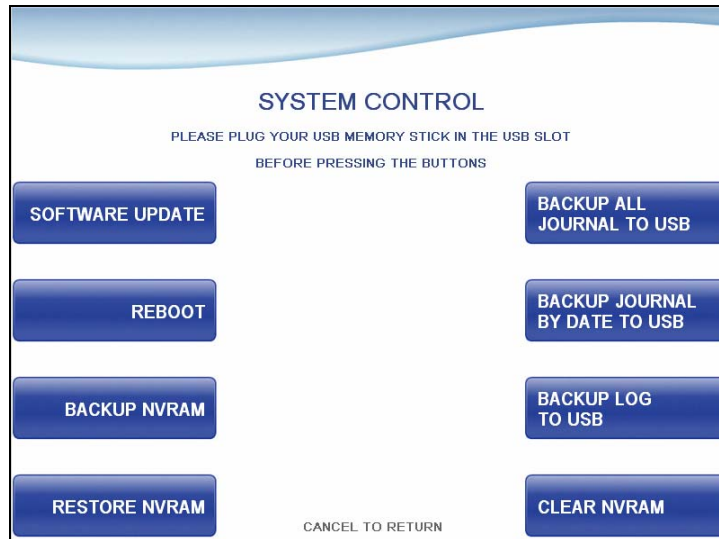 SYSTEM CONTROL
PLEASE PLUG YOUR USB MEMORY STICK IN THE USB SLOT
BEFORE PRESSING THE BUTTONS
SOFTWARE UPDATE
BACKUP ALL
JOURNAL TO USB
REBOOT
BACKUP JOURNAL
BY DATE TO USB
BACKUP NVRAM
BACKUP LOG
TO USB
RESTORE NVRAM
CLEAR NVRAM
CANCEL TO RETURN